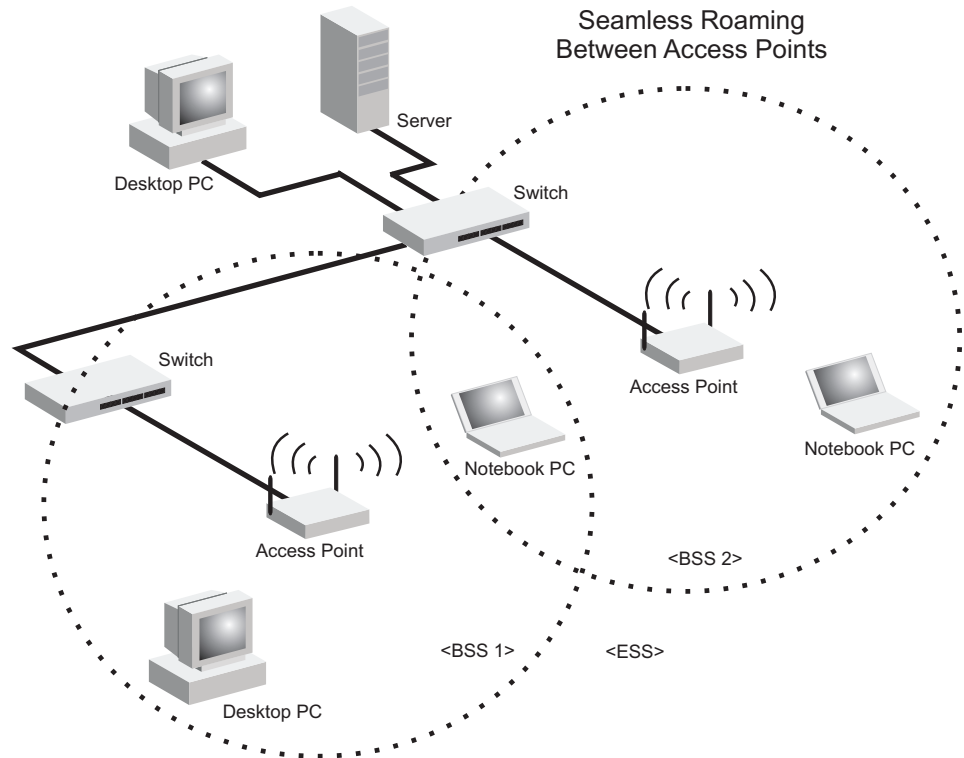 Seamless Roaming
Between Access Points
Server
Desktop PC
Switch
Switch
Access Point
Notebook PC
Notebook PC
Access Point
<BSS 2>
<BSS 1>
<ESS>
Desktop PC